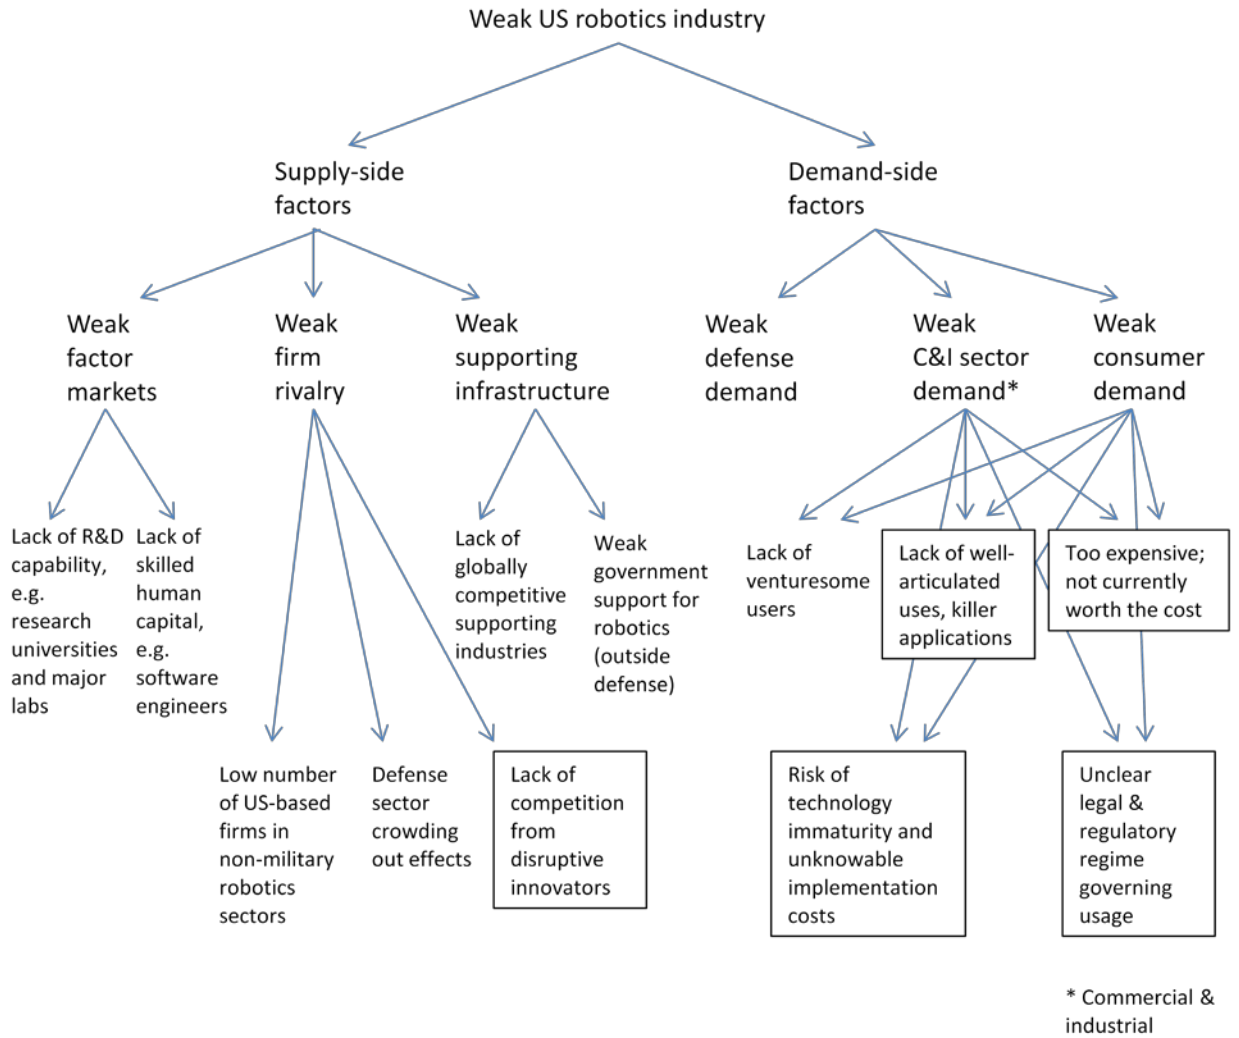 Weak US robotics industry
Supply-side
factors
Demand-side
factors
Weak
factor
markets
Weak
firm
rivalry
Weak
supporting
infrastructure
Weak
defense
demand
Weak
C&I sector
demand*
Weak
consumer
demand
Lack of R&D
capability,
e.g.
research
universities
and major
labs
Lack of
skilled
human
capital,
e.g.
software
engineers
Lack of
globally
competitive
supporting
industries
Weak
government
support for
robotics
(outside
defense)
Lack of
venturesome
users
Lack of well-
articulated
uses, killer
applications
Too expensive;
not currently
worth the cost
Low number
of US-based
firms in
non-military
robotics
sectors
Defense
sector
crowding
out effects
Lack of
competition
from
disruptive
innovators
Risk of
technology
immaturity and
unknowable
implementation
costs
Unclear
legal &
regulatory
regime
governing
usage
* Commercial &
industrial